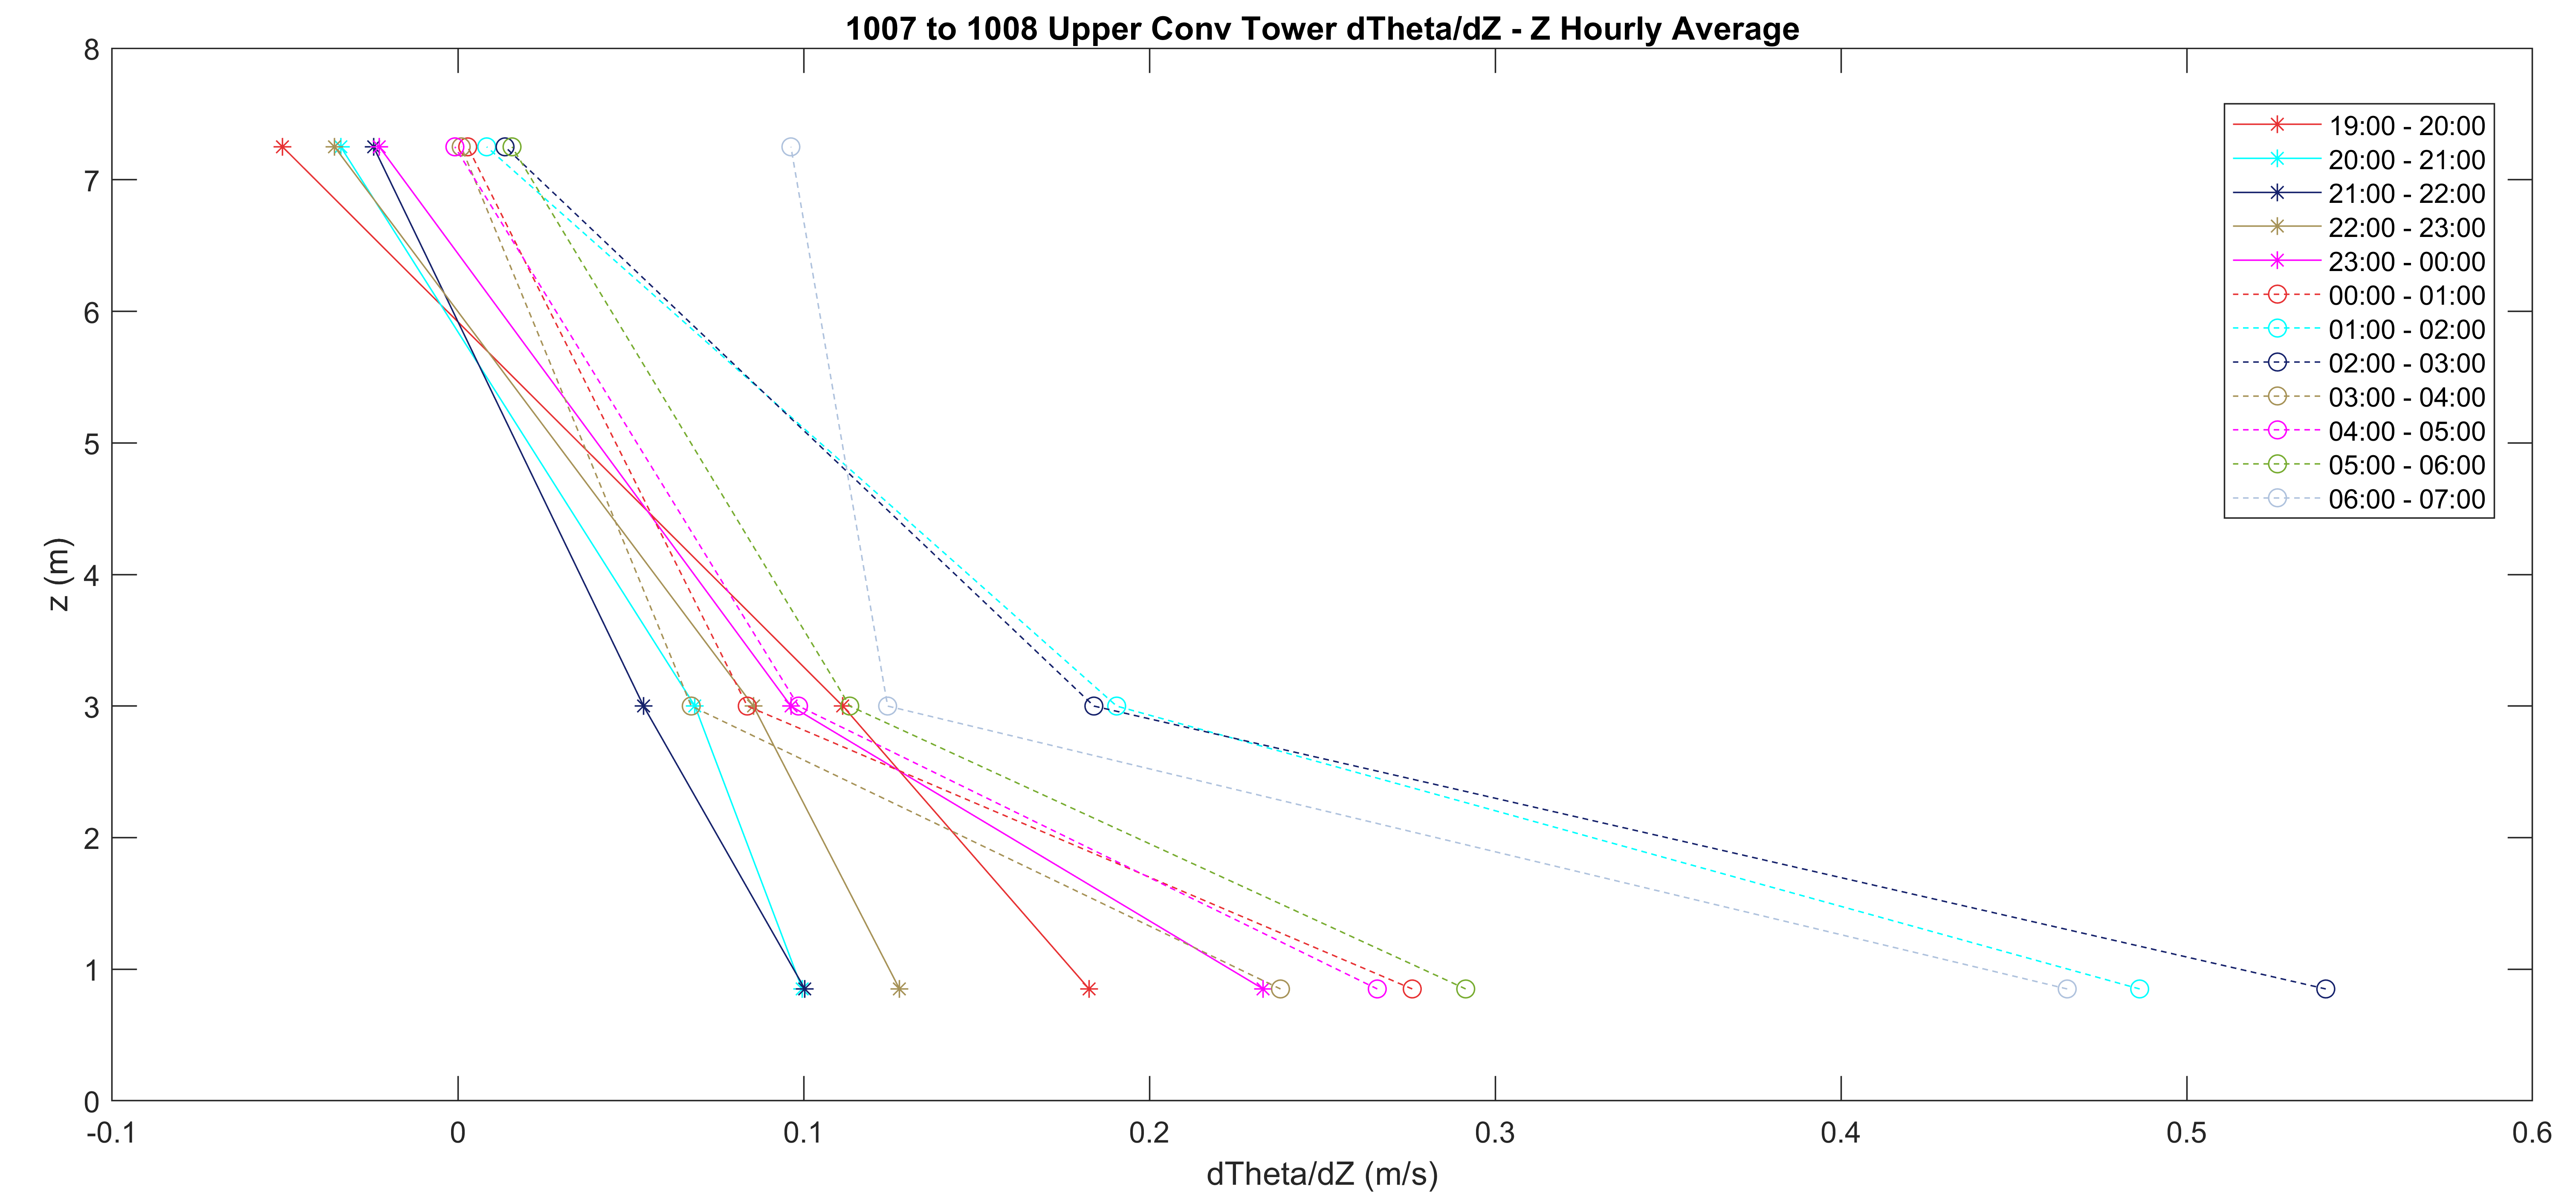 1007 to 1008 Upper Conv Tower dTheta/dZ - Z Hourly Average
8
7
6
5
4
3
2
1
0
z (m)
19:00 - 20:00
20:00 - 21:00
21:00 - 22:00
22:00 - 23:00
23:00 - 00:00
00:00 - 01:00
01:00 - 02:00
02:00 - 03:00
03:00 - 04:00
04:00 - 05:00
05:00 - 06:00
06:00 - 07:00
-0.1 0 0.1 0.2 0.3 0.4 0.5 0.6
dTheta/dZ (m/s)